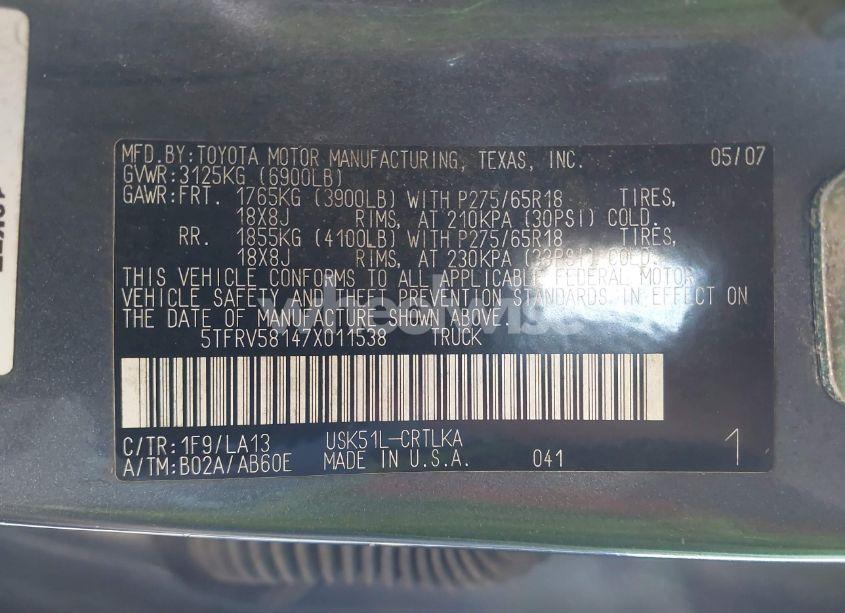 MFD.BY:TOYOTA MOTOR MANUFACTURING, TEXAS, INC. 05/07
GVWR:3125KG (6900LB)
GAWR:FRT. 1765KG (3900LB) WITH P275/65R18 TIRES,
18X8J RIMS, AT 210KPA (30PSI) COLD.
RR. 1855KG (4100LB) WITH P275/65R18 TIRES,
18X8J RIMS, AT 230KPA (33PSI) COLD.
THIS VEHICLE CONFORMS TO ALL APPLICABLE FEDERAL MOTOR
VEHICLE SAFETY AND THEFT PREVENTION STANDARDS IN EFFECT ON
THE DATE OF MANUFACTURE SHOWN ABOVE.
wheelwise
5TFRV58147X011538 TRUCK
C/TR:1F9/LA13 USK51L-CRTLKA
A/TM:B02A/AB60E MADE IN U.S.A. 041 1